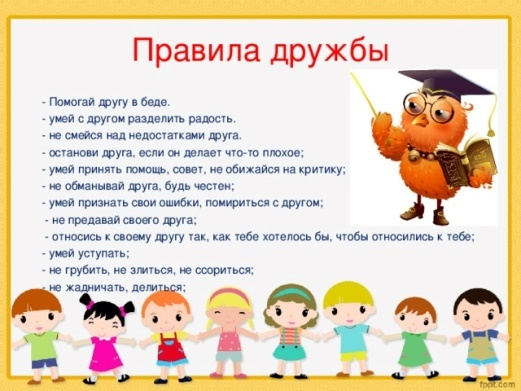 Правила дружбы
- Помогай другу в беде.
- умей с другом разделить радость.
- не смейся над недостатками друга.
- останови друга, если он делает что-то плохое;
- умей принять помощь, совет, не обижайся на критику;
- не обманывай друга, будь честен;
- умей признать свои ошибки, помириться с другом;
- не предавай своего друга;
- относись к своему другу так, как тебе хотелось бы, чтобы относились к тебе;
- умей уступать;
- не грубить, не злиться, не ссориться;
- не жадничать, делиться;
fppt.com